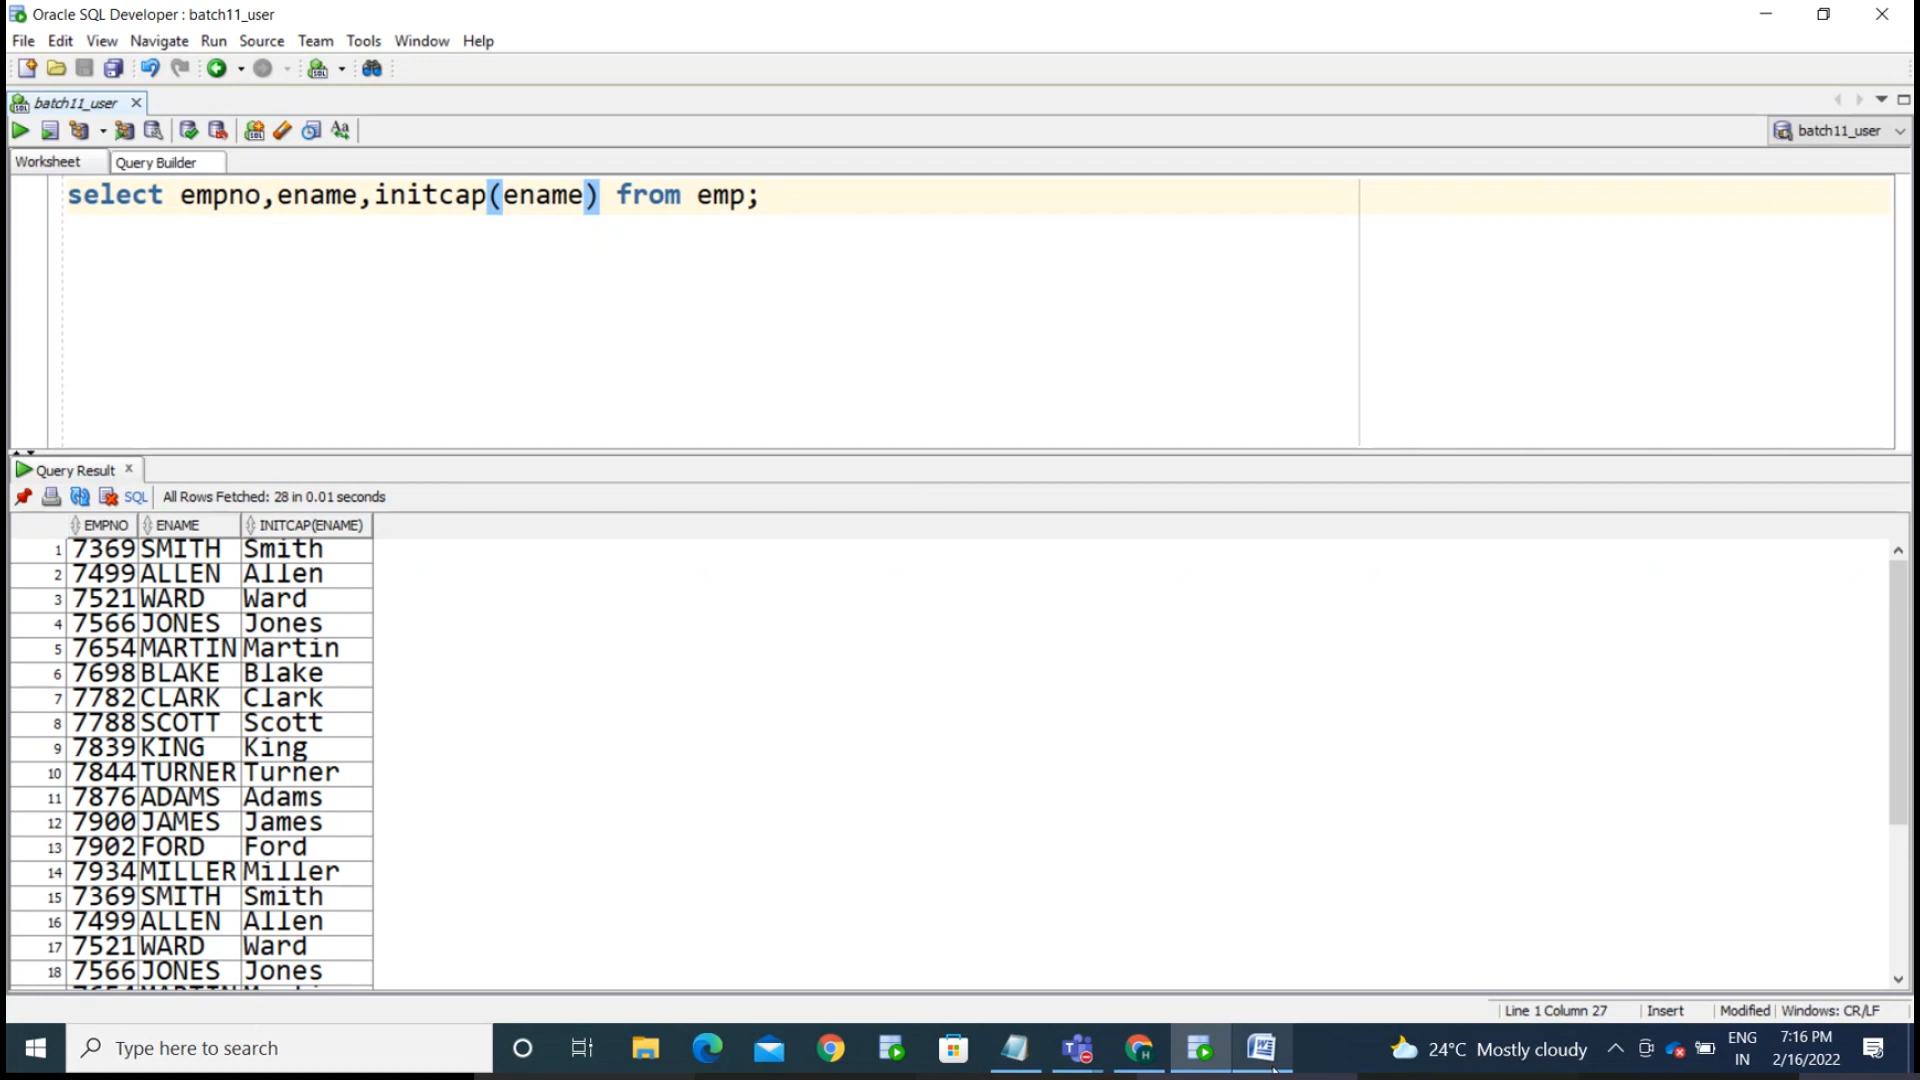 Oracle SQL Developer : batch11_user
File Edit View Navigate Run Source Team Tools Window Help
batch11_user
batch11_user
Worksheet Query Builder
select empno,ename,initcap(ename) from emp;
Query Result
SQL All Rows Fetched: 28 in 0.01 seconds
EMPNO ENAME INITCAP(ENAME)
1 7369 SMITH Smith
2 7499 ALLEN Allen
3 7521 WARD Ward
4 7566 JONES Jones
5 7654 MARTIN Martin
6 7698 BLAKE Blake
7 7782 CLARK Clark
8 7788 SCOTT Scott
9 7839 KING King
10 7844 TURNER Turner
11 7876 ADAMS Adams
12 7900 JAMES James
13 7902 FORD Ford
14 7934 MILLER Miller
15 7369 SMITH Smith
16 7499 ALLEN Allen
17 7521 WARD Ward
18 7566 JONES Jones
Line 1 Column 27 Insert Modified Windows: CR/LF
Type here to search
24°C Mostly cloudy
ENG 7:16 PM
IN 2/16/2022